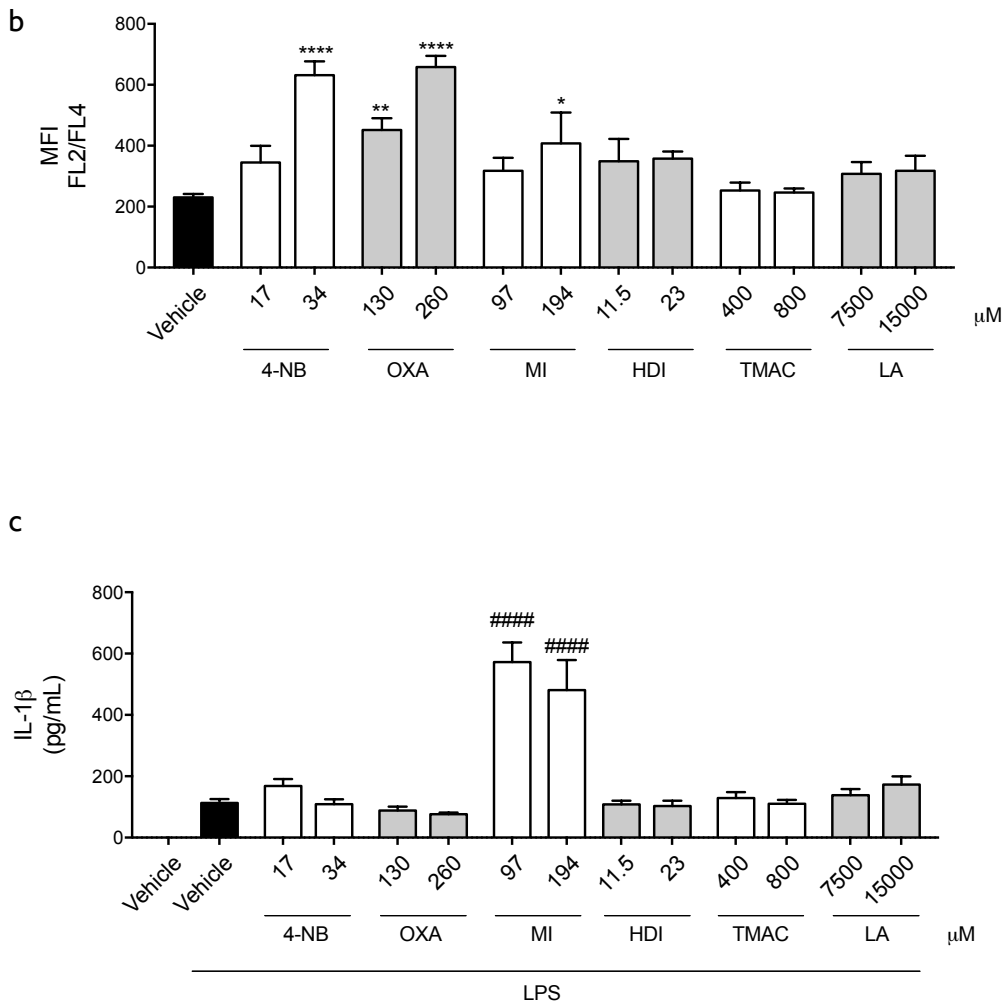 b
800
600
400
200
0
MFI
FL2/FL4
****
**
****
*
Vehicle 17 34 130 260 97 194 11.5 23 400 800 7500 15000 μM
4-NB OXA MI HDI TMAC LA
c
800
600
400
200
0
IL-1β
(pg/mL)
####
####
Vehicle Vehicle 17 34 130 260 97 194 11.5 23 400 800 7500 15000
4-NB OXA MI HDI TMAC LA μM
LPS